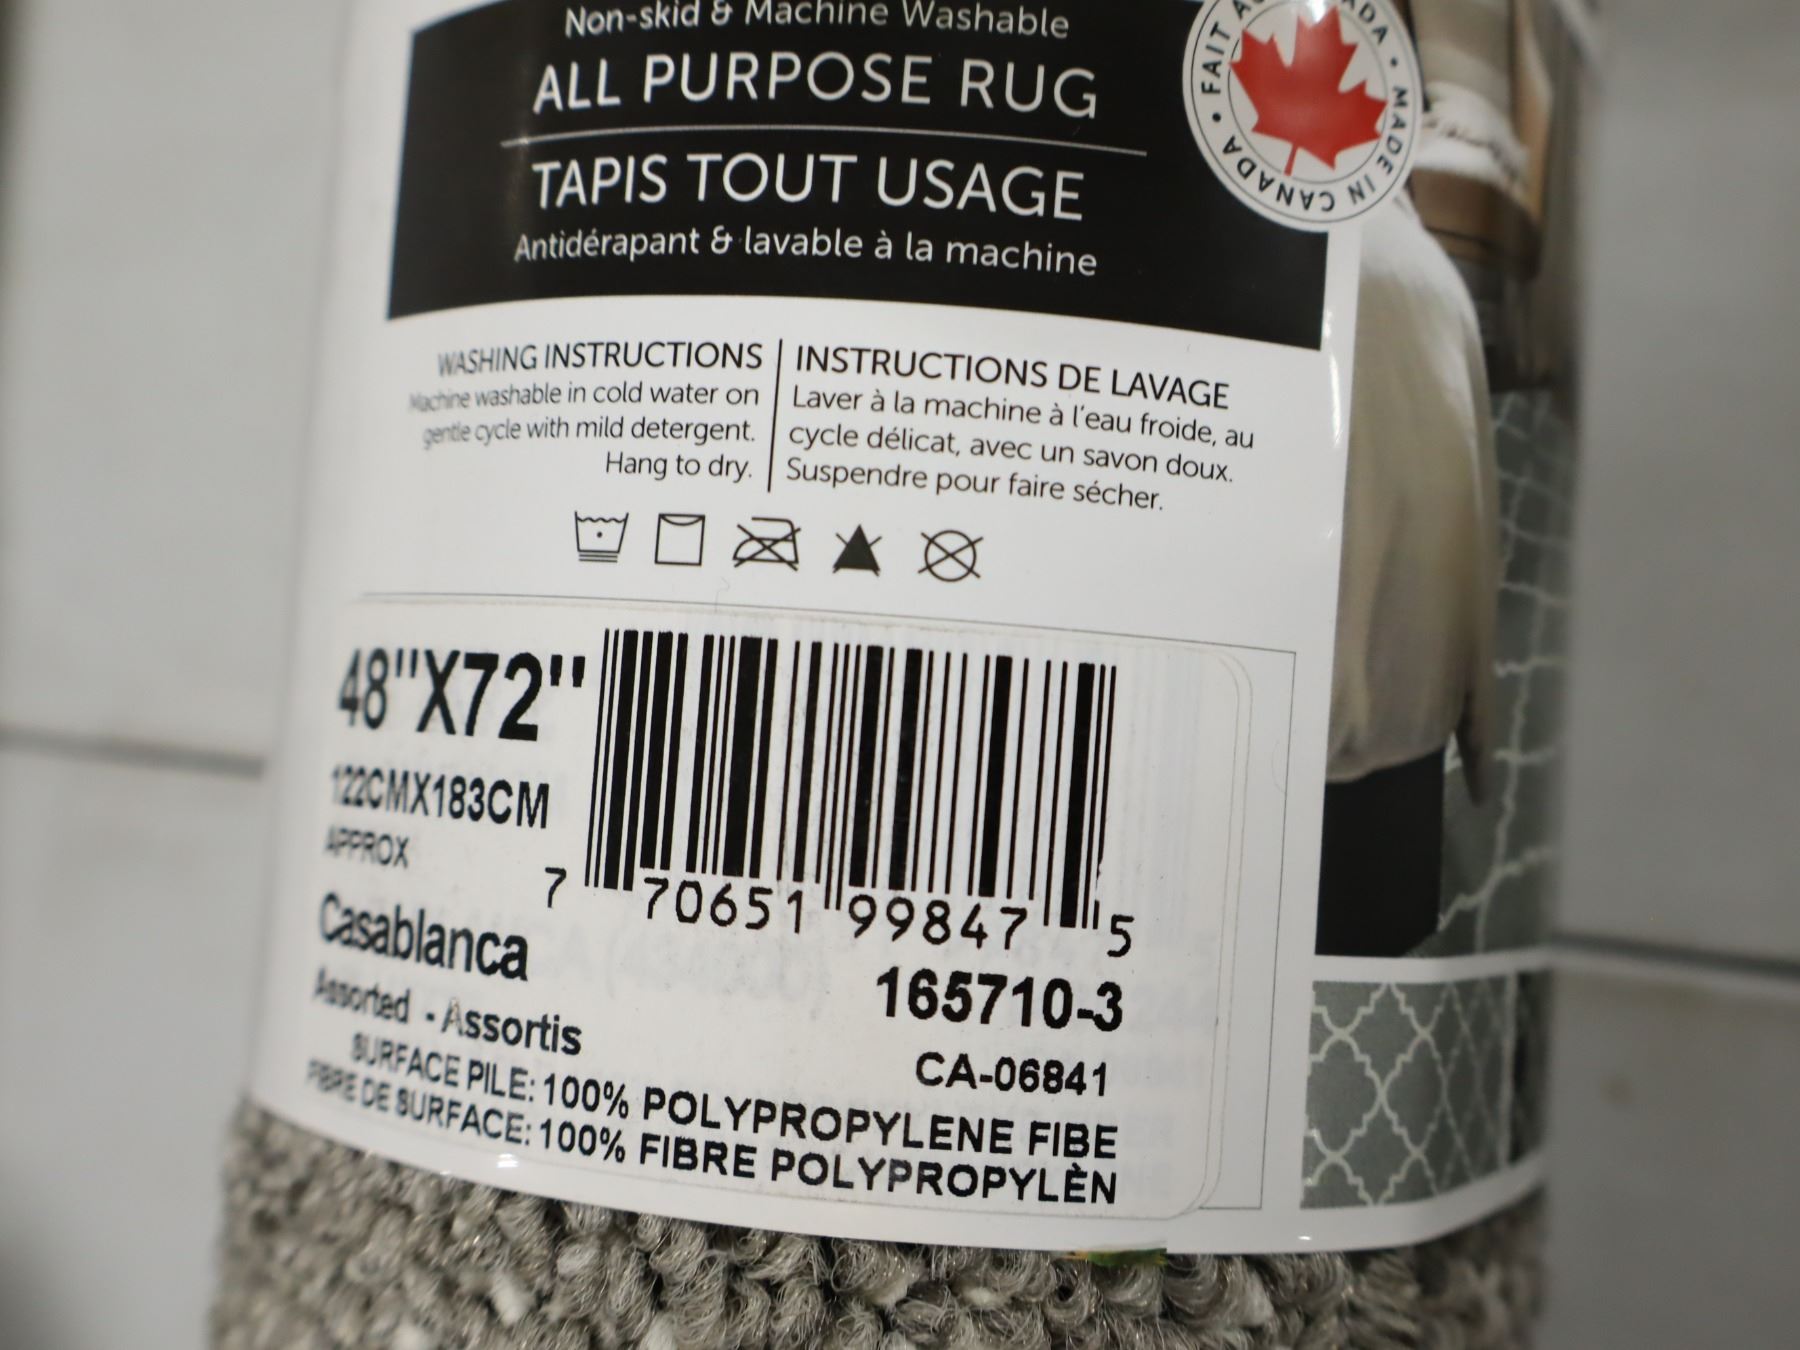 Non-skid & Machine Washable
ALL PURPOSE RUG
TAPIS TOUT USAGE
Antidérapant & lavable à la machine
FAIT AU CANADA • MADE IN CANADA •
WASHING INSTRUCTIONS
Machine washable in cold water on
gentle cycle with mild detergent.
Hang to dry.
INSTRUCTIONS DE LAVAGE
Laver à la machine à l'eau froide, au
cycle délicat, avec un savon doux.
Suspendre pour faire sécher.
48"X72"
122CMX183CM
APPROX
7 70651 99847 5
Casablanca
165710-3
Assorted - Assortis
CA-06841
SURFACE PILE: 100% POLYPROPYLENE FIBE
FIBRE DE SURFACE: 100% FIBRE POLYPROPYLÈN